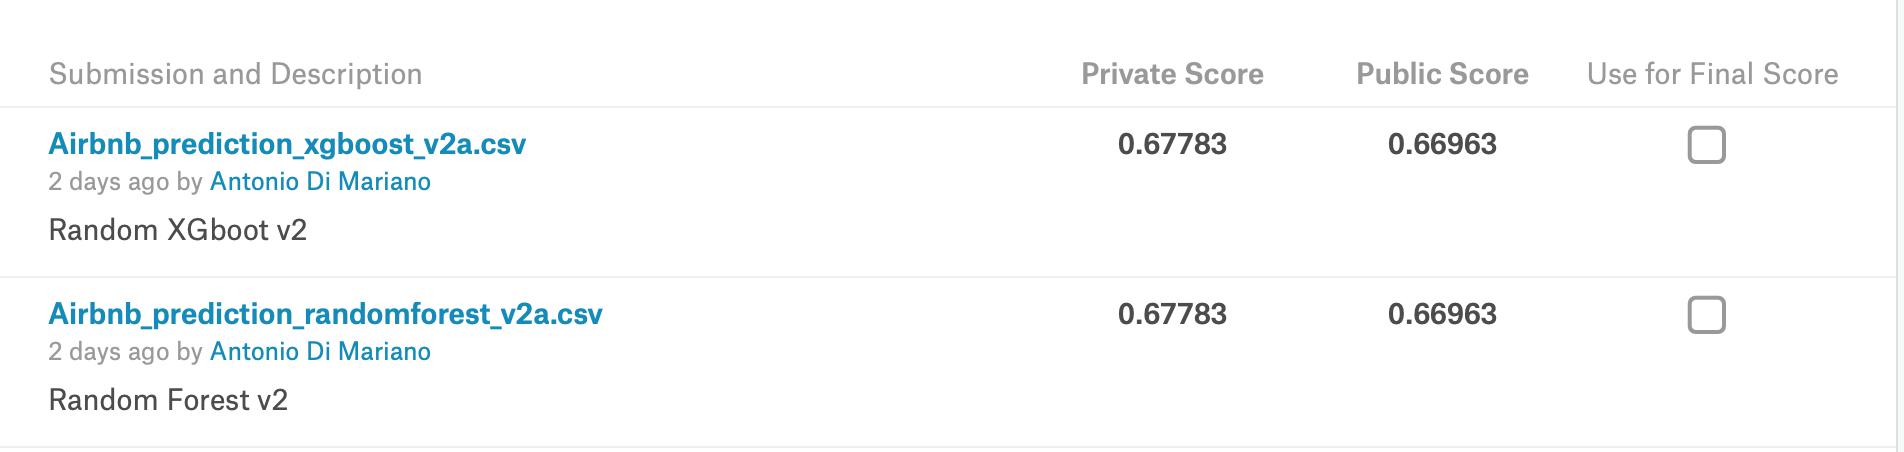 Submission and Description Private Score Public Score Use for Final Score
Airbnb_prediction_xgboost_v2a.csv 0.67783 0.66963
2 days ago by Antonio Di Mariano
Random XGboot v2
Airbnb_prediction_randomforest_v2a.csv 0.67783 0.66963
2 days ago by Antonio Di Mariano
Random Forest v2